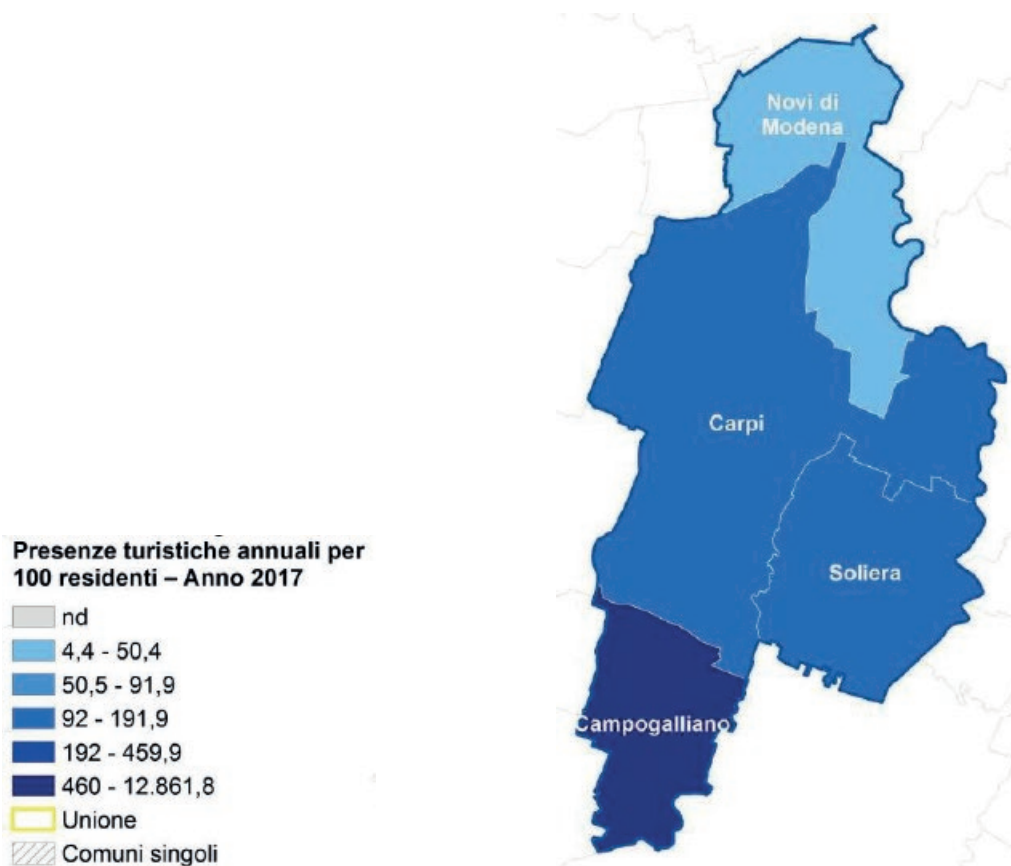 Novi di
Modena
Carpi
Soliera
Campogalliano
Presenze turistiche annuali per
100 residenti – Anno 2017
nd
4,4 - 50,4
50,5 - 91,9
92 - 191,9
192 - 459,9
460 - 12.861,8
Unione
Comuni singoli